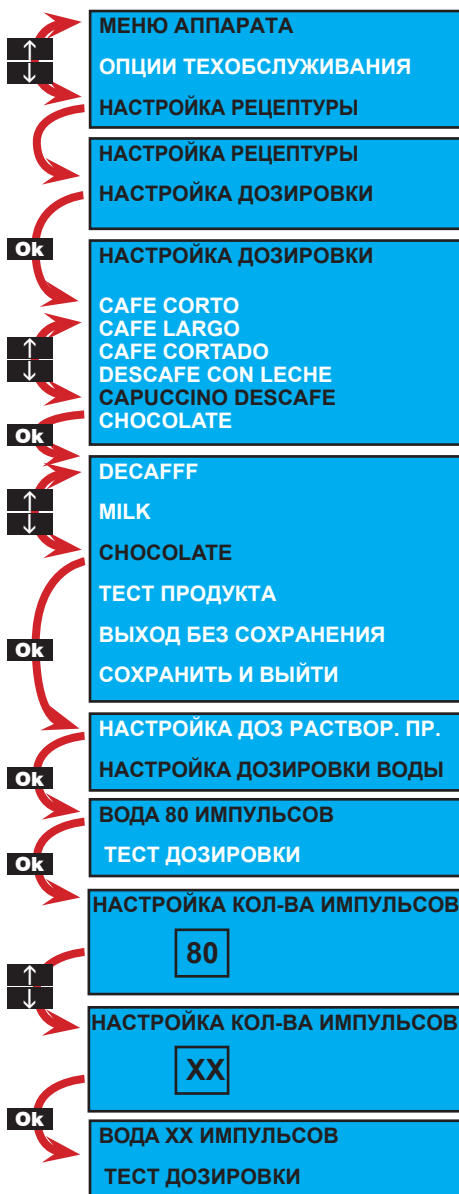 МЕНЮ АППАРАТА
↑
↓
ОПЦИИ ТЕХОБСЛУЖИВАНИЯ
НАСТРОЙКА РЕЦЕПТУРЫ
НАСТРОЙКА РЕЦЕПТУРЫ
НАСТРОЙКА ДОЗИРОВКИ
Ok
НАСТРОЙКА ДОЗИРОВКИ
CAFE CORTO
CAFE LARGO
↑
↓
CAFE CORTADO
DESCAFE CON LECHE
CAPUCCINO DESCAFE
CHOCOLATE
Ok
DECAFFF
↑
↓
MILK
CHOCOLATE
ТЕСТ ПРОДУКТА
ВЫХОД БЕЗ СОХРАНЕНИЯ
Ok
СОХРАНИТЬ И ВЫЙТИ
НАСТРОЙКА ДОЗ РАСТВОР. ПР.
НАСТРОЙКА ДОЗИРОВКИ ВОДЫ
Ok
ВОДА 80 ИМПУЛЬСОВ
ТЕСТ ДОЗИРОВКИ
Ok
НАСТРОЙКА КОЛ-ВА ИМПУЛЬСОВ
80
↑
↓
НАСТРОЙКА КОЛ-ВА ИМПУЛЬСОВ
XX
Ok
ВОДА XX ИМПУЛЬСОВ
ТЕСТ ДОЗИРОВКИ